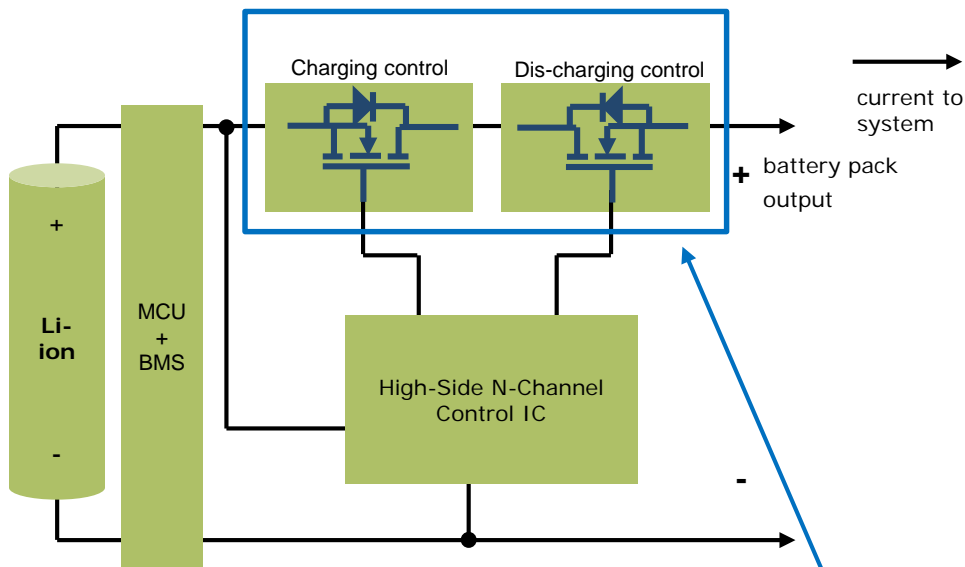 Charging control
Dis-charging control
current to
system
+ battery pack
output
+
Li-
ion
-
MCU
+
BMS
High-Side N-Channel
Control IC
-